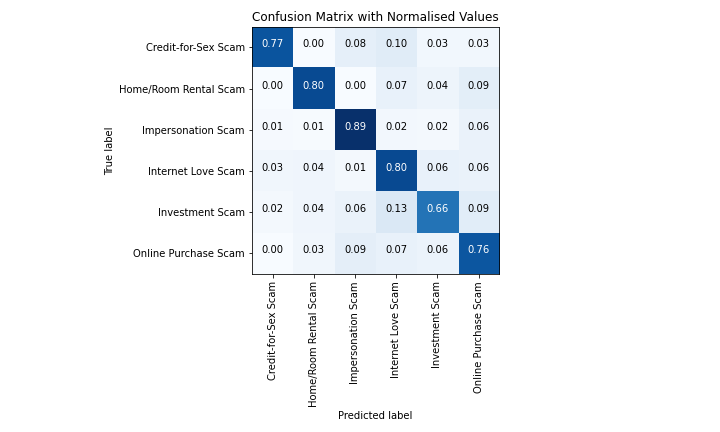 Confusion Matrix with Normalised Values
True label
Credit-for-Sex Scam 0.77 0.00 0.08 0.10 0.03 0.03
Home/Room Rental Scam 0.00 0.80 0.00 0.07 0.04 0.09
Impersonation Scam 0.01 0.01 0.89 0.02 0.02 0.06
Internet Love Scam 0.03 0.04 0.01 0.80 0.06 0.06
Investment Scam 0.02 0.04 0.06 0.13 0.66 0.09
Online Purchase Scam 0.00 0.03 0.09 0.07 0.06 0.76
Credit-for-Sex Scam
Home/Room Rental Scam
Impersonation Scam
Internet Love Scam
Investment Scam
Online Purchase Scam
Predicted label